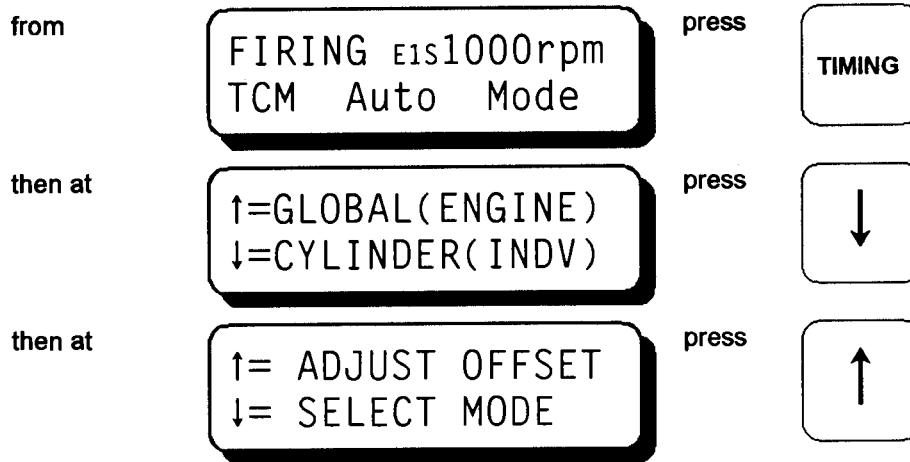 from
FIRING E1S1000rpm
TCM Auto Mode
press
TIMING
then at
↑=GLOBAL(ENGINE)
↓=CYLINDER(INDV)
press
↓
then at
↑= ADJUST OFFSET
↓= SELECT MODE
press
↑